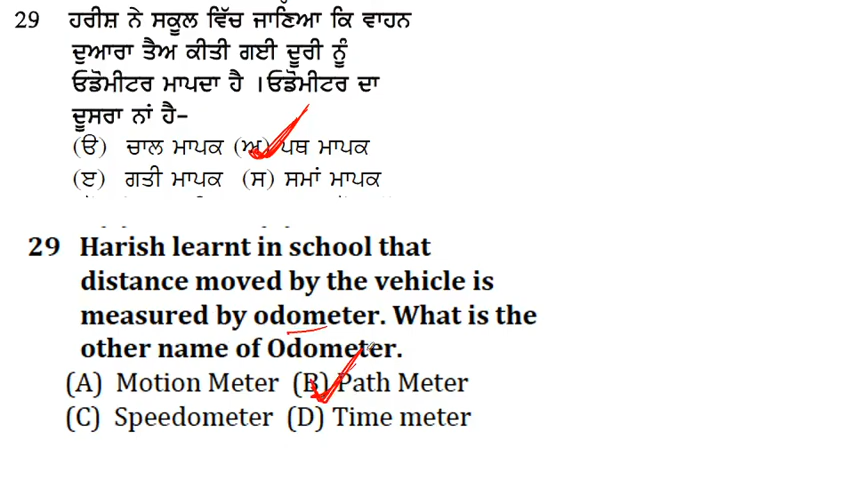 29 ਹਰੀਸ਼ ਨੇ ਸਕੂਲ ਵਿੱਚ ਜਾਣਿਆ ਕਿ ਵਾਹਨ
ਦੁਆਰਾ ਤੈਅ ਕੀਤੀ ਗਈ ਦੂਰੀ ਨੂੰ
ਓਡੋਮੀਟਰ ਮਾਪਦਾ ਹੈ ।ਓਡੋਮੀਟਰ ਦਾ
ਦੂਸਰਾ ਨਾਂ ਹੈ-
(ੳ) ਚਾਲ ਮਾਪਕ (ਅ) ਪਥ ਮਾਪਕ
(ੲ) ਗਤੀ ਮਾਪਕ (ਸ) ਸਮਾਂ ਮਾਪਕ
29 Harish learnt in school that
distance moved by the vehicle is
measured by odometer. What is the
other name of Odometer.
(A) Motion Meter (B) Path Meter
(C) Speedometer (D) Time meter